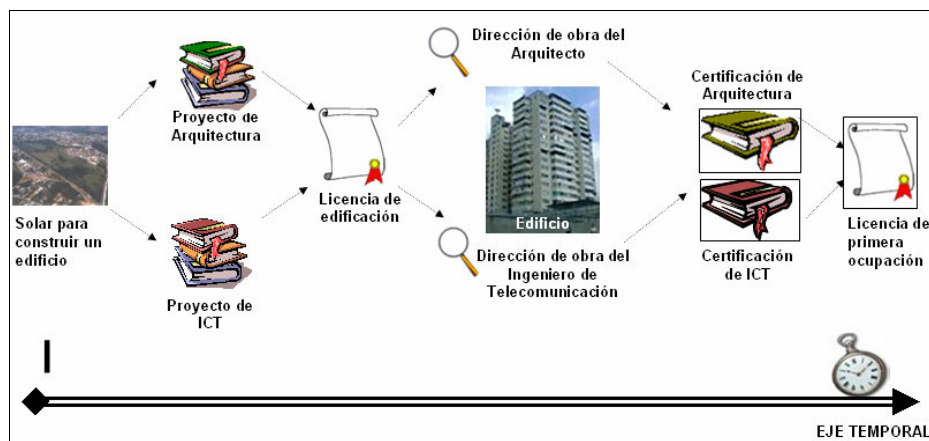 Solar para
construir un
edificio
Proyecto de
Arquitectura
Proyecto de
ICT
Licencia de
edificación
Dirección de obra del
Arquitecto
Edificio
Dirección de obra del
Ingeniero de
Telecomunicación
Certificación de
Arquitectura
Certificación
de ICT
Licencia de
primera
ocupación
EJE TEMPORAL